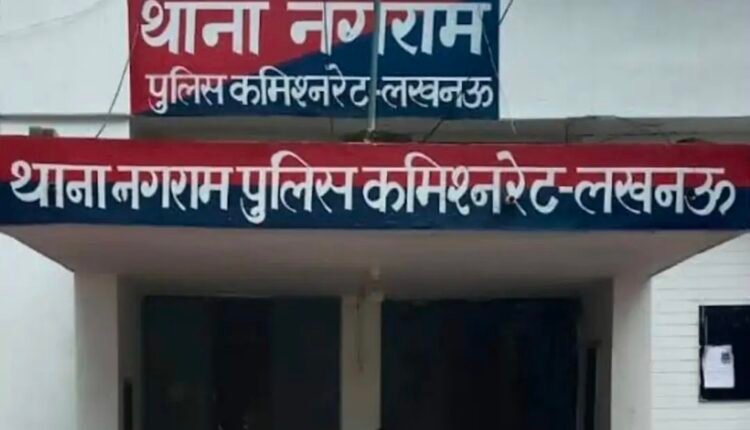 थाना नगराम
पुलिस कमिश्नरेट-लखनऊ
थाना नगराम पुलिस कमिश्नरेट-लखनऊ